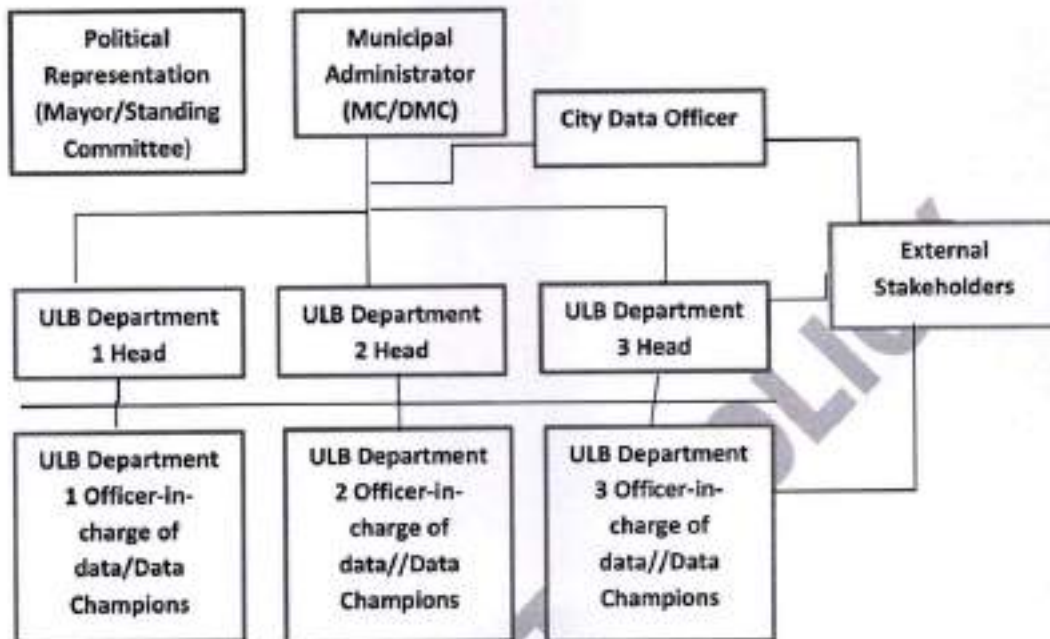 Political
Representation
(Mayor/Standing
Committee)
Municipal
Administrator
(MC/DMC)
City Data Officer
External
Stakeholders
ULB Department
1 Head
ULB Department
2 Head
ULB Department
3 Head
ULB Department
1 Officer-in-
charge of
data/Data
Champions
ULB Department
2 Officer-in-
charge of
data//Data
Champions
ULB Department
3 Officer-in-
charge of
data//Data
Champions